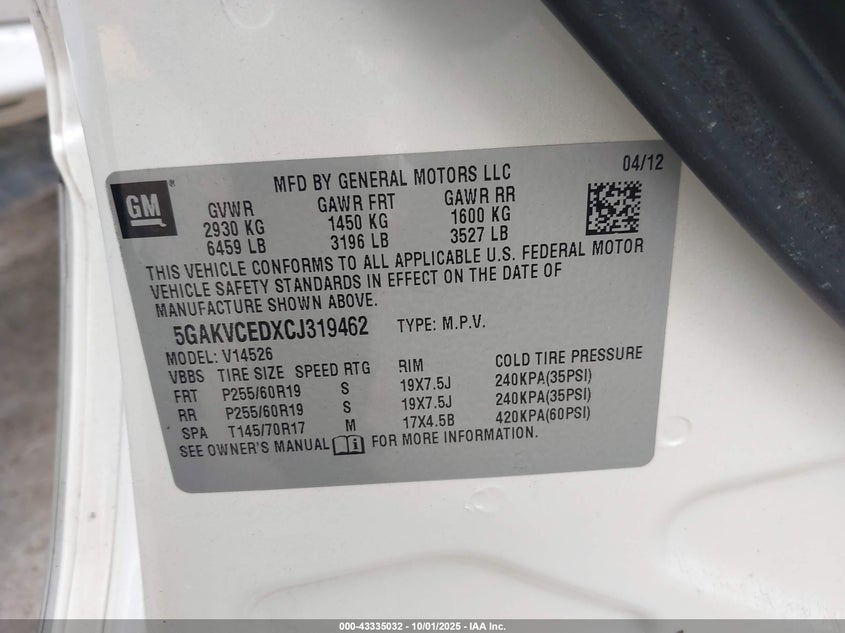 MFD BY GENERAL MOTORS LLC 04/12
GM ®
GVWR GAWR FRT GAWR RR
2930 KG 1450 KG 1600 KG
6459 LB 3196 LB 3527 LB
THIS VEHICLE CONFORMS TO ALL APPLICABLE U.S. FEDERAL MOTOR
VEHICLE SAFETY STANDARDS IN EFFECT ON THE DATE OF
MANUFACTURE SHOWN ABOVE.
5GAKVCEDXCJ319462 TYPE: M.P.V.
MODEL: V14526
VBBS TIRE SIZE SPEED RTG RIM COLD TIRE PRESSURE
FRT P255/60R19 S 19X7.5J 240KPA(35PSI)
RR P255/60R19 S 19X7.5J 240KPA(35PSI)
SPA T145/70R17 M 17X4.5B 420KPA(60PSI)
SEE OWNER'S MANUAL i FOR MORE INFORMATION.
000-43335032 - 10/01/2025 - IAA Inc.